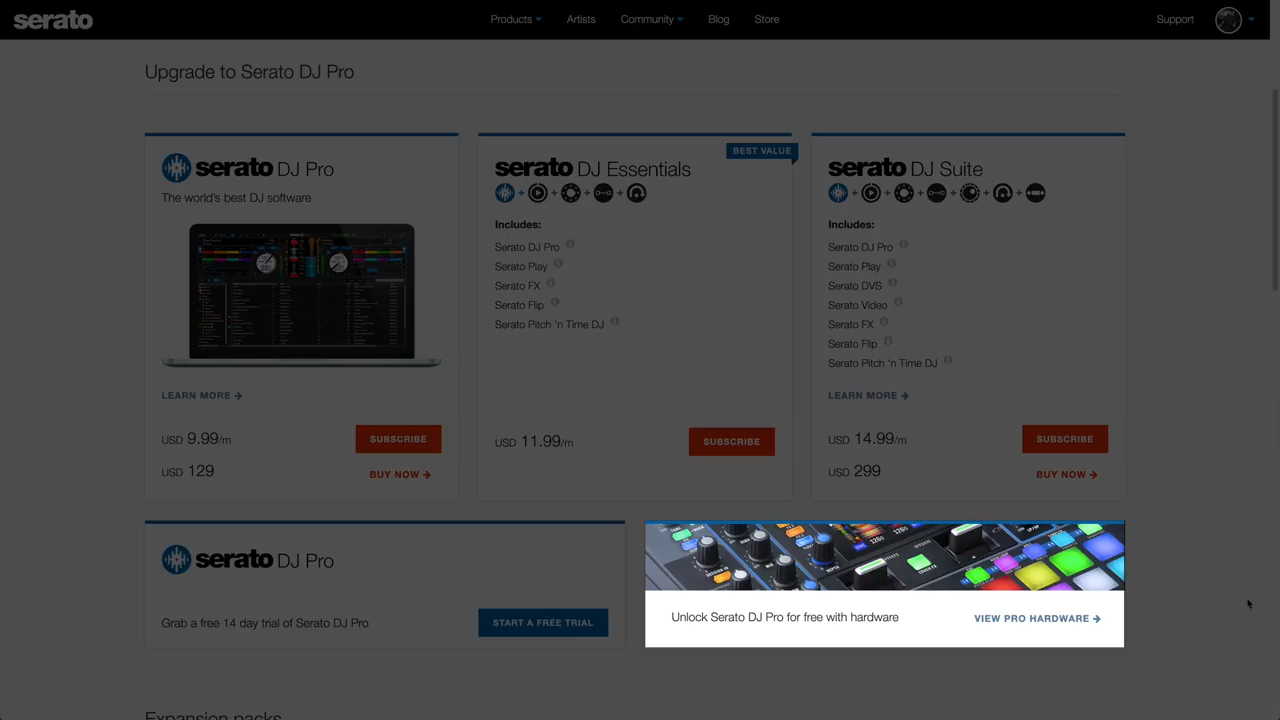 serato
Products
Artists
Community
Blog
Store
Support
Upgrade to Serato DJ Pro
serato DJ Pro
The world's best DJ software
LEARN MORE →
USD 9.99/m
SUBSCRIBE
USD 129
BUY NOW →
BEST VALUE
serato DJ Essentials
Includes:
Serato DJ Pro
Serato Play
Serato FX
Serato Flip
Serato Pitch 'n Time DJ
USD 11.99/m
SUBSCRIBE
serato DJ Suite
Includes:
Serato DJ Pro
Serato Play
Serato DVS
Serato Video
Serato FX
Serato Flip
Serato Pitch 'n Time DJ
LEARN MORE →
USD 14.99/m
SUBSCRIBE
USD 299
BUY NOW →
serato DJ Pro
Grab a free 14 day trial of Serato DJ Pro
START A FREE TRIAL
Unlock Serato DJ Pro for free with hardware
VIEW PRO HARDWARE →
Expansion packs